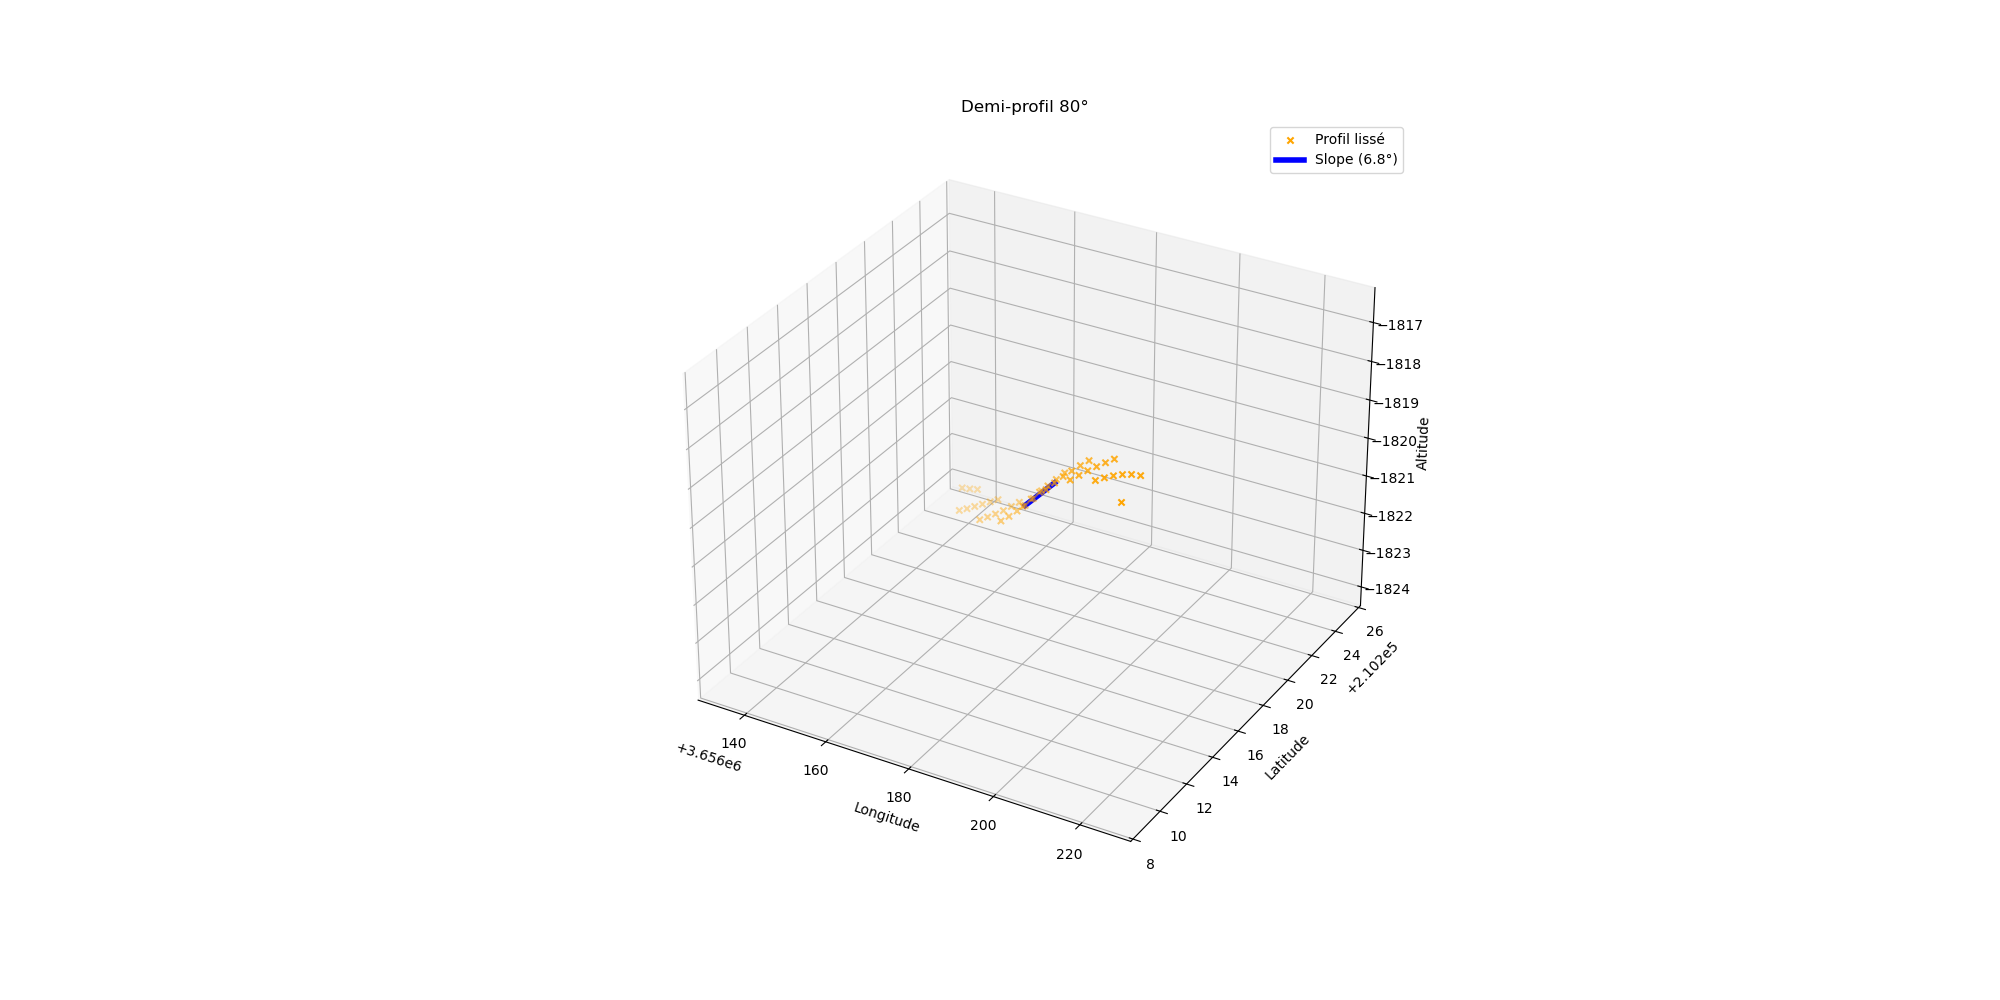 Demi-profil 80°
Profil lissé
Slope (6.8°)
−1817
−1818
−1819
−1820
−1821
−1822
−1823
−1824
Altitude
26
24
22
20
18
16
14
12
10
8
+2.102e5
Latitude
140
160
180
200
220
+3.656e6
Longitude